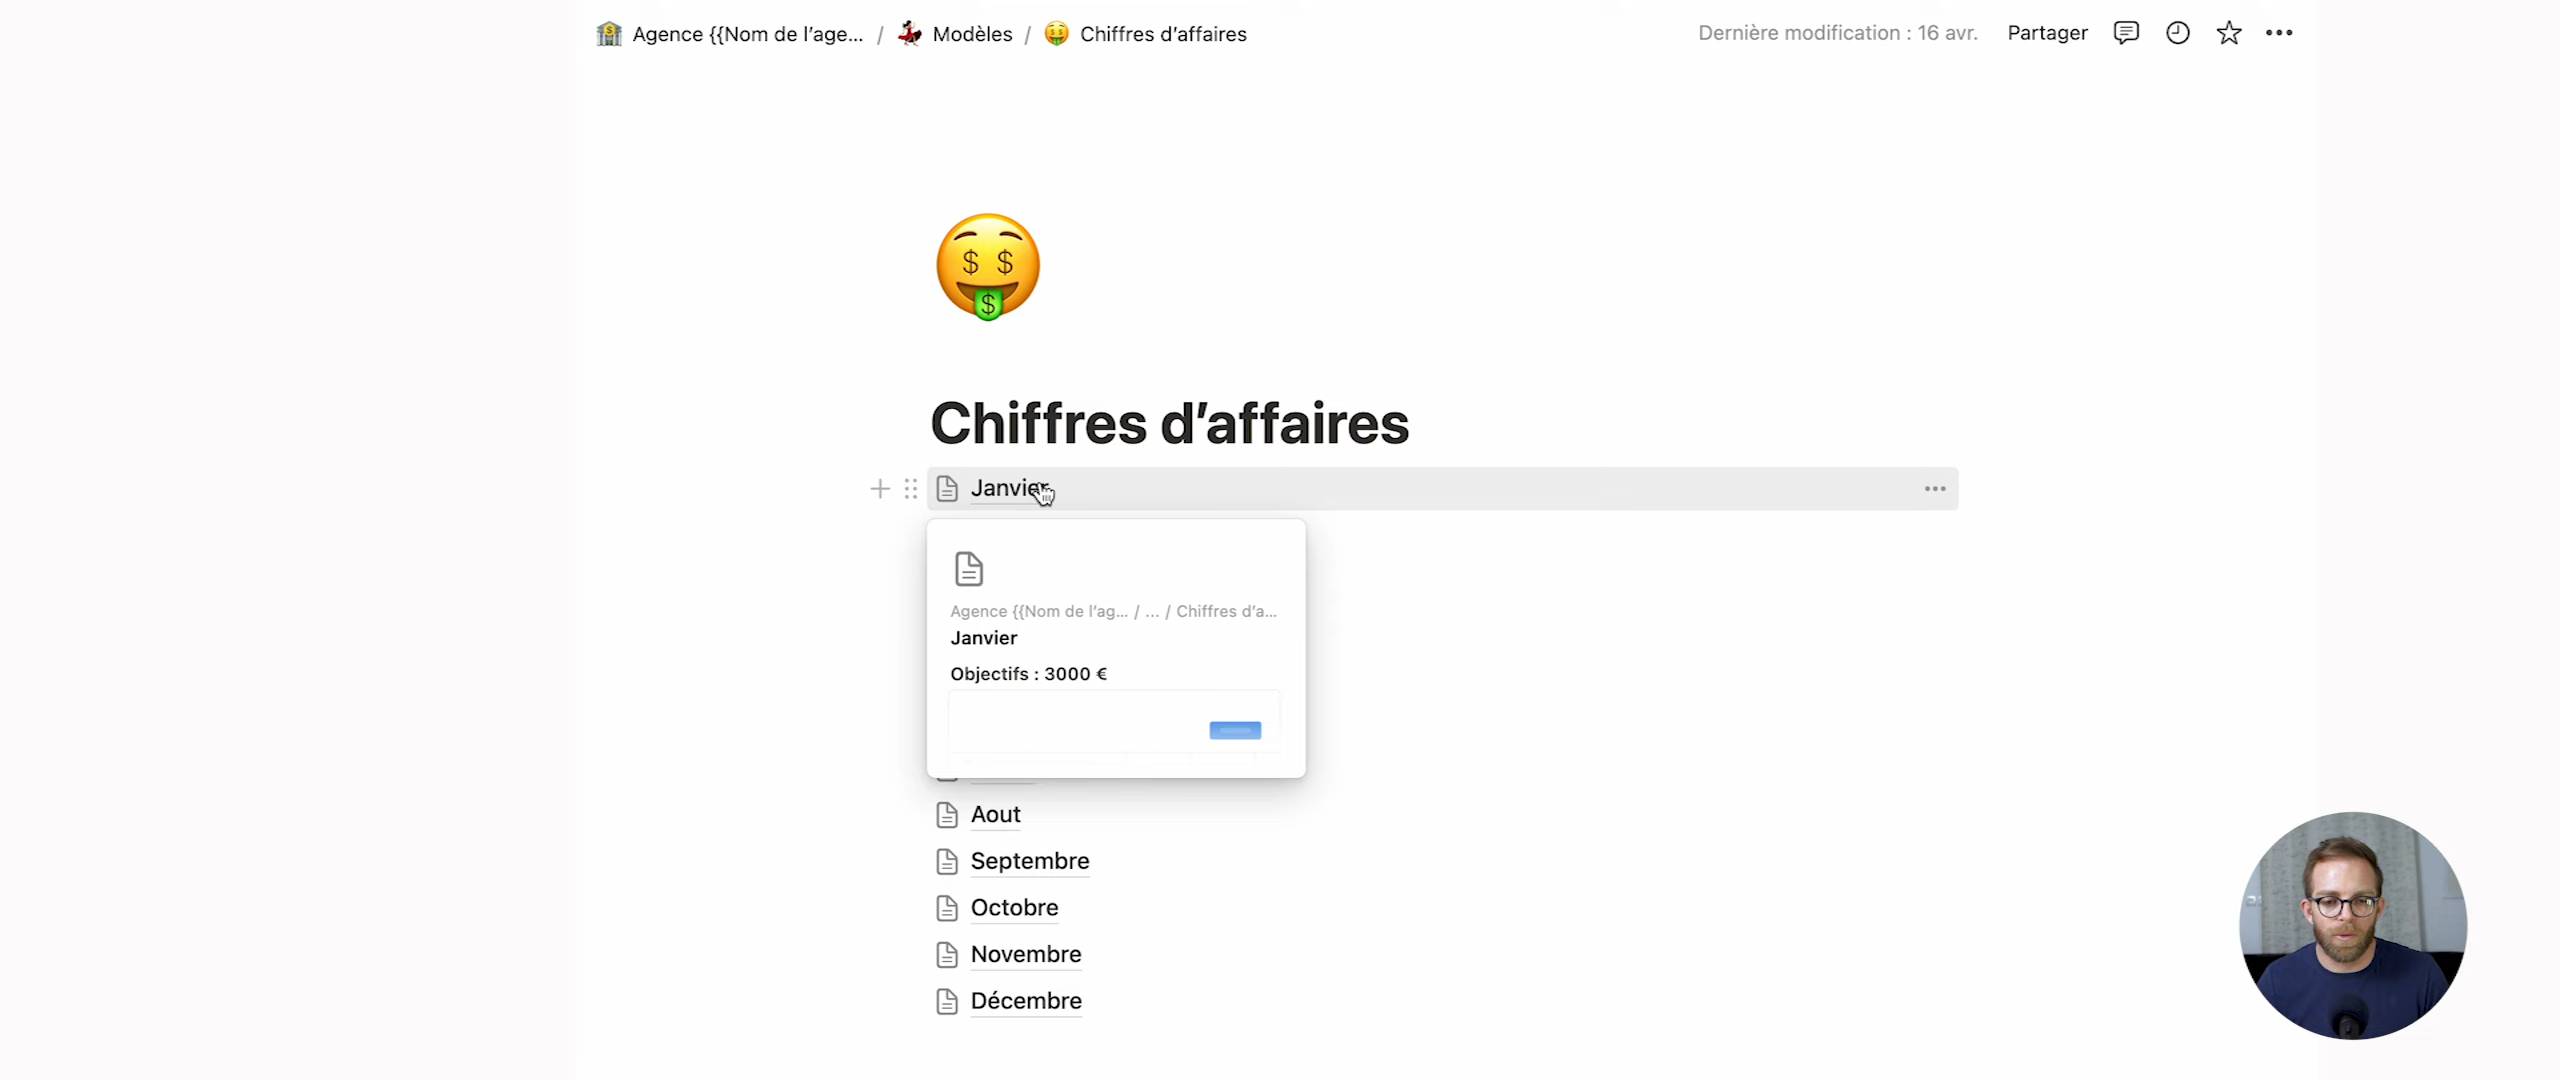 Agence {{Nom de l'age... / Modèles / Chiffres d'affaires
Dernière modification : 16 avr. Partager
Chiffres d'affaires
Janvier
Agence {{Nom de l'ag... / ... / Chiffres d'a...
Janvier
Objectifs : 3000 €
Aout
Septembre
Octobre
Novembre
Décembre